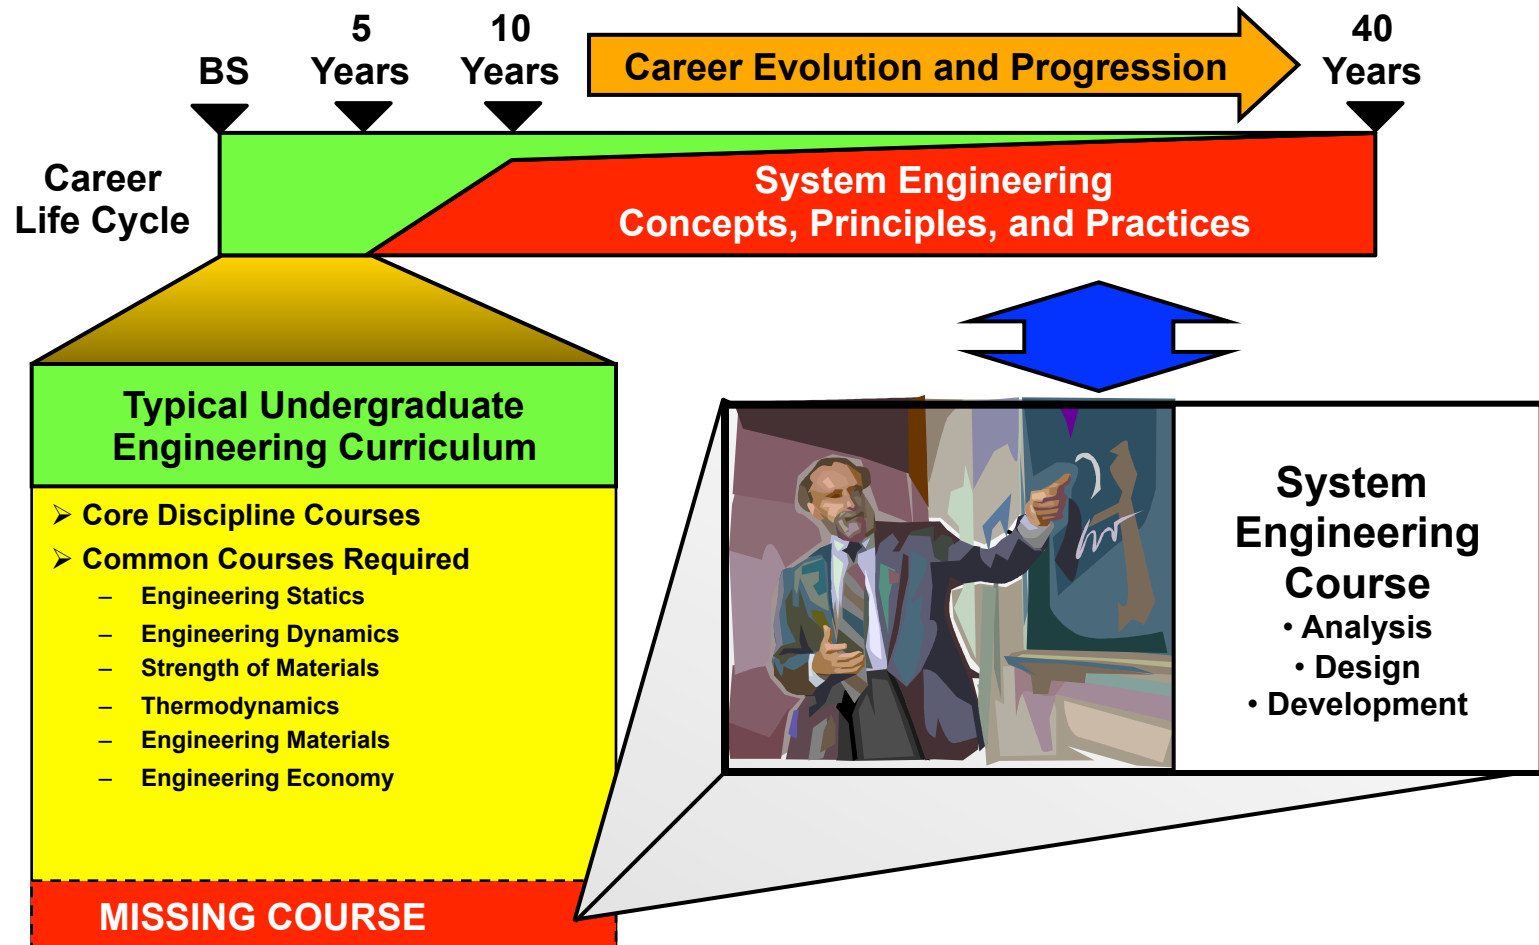 BS
5
Years
10
Years
Career Evolution and Progression
40
Years
Career
Life Cycle
System Engineering
Concepts, Principles, and Practices
Typical Undergraduate
Engineering Curriculum
➢ Core Discipline Courses
➢ Common Courses Required
– Engineering Statics
– Engineering Dynamics
– Strength of Materials
– Thermodynamics
– Engineering Materials
– Engineering Economy
MISSING COURSE
System
Engineering
Course
• Analysis
• Design
• Development